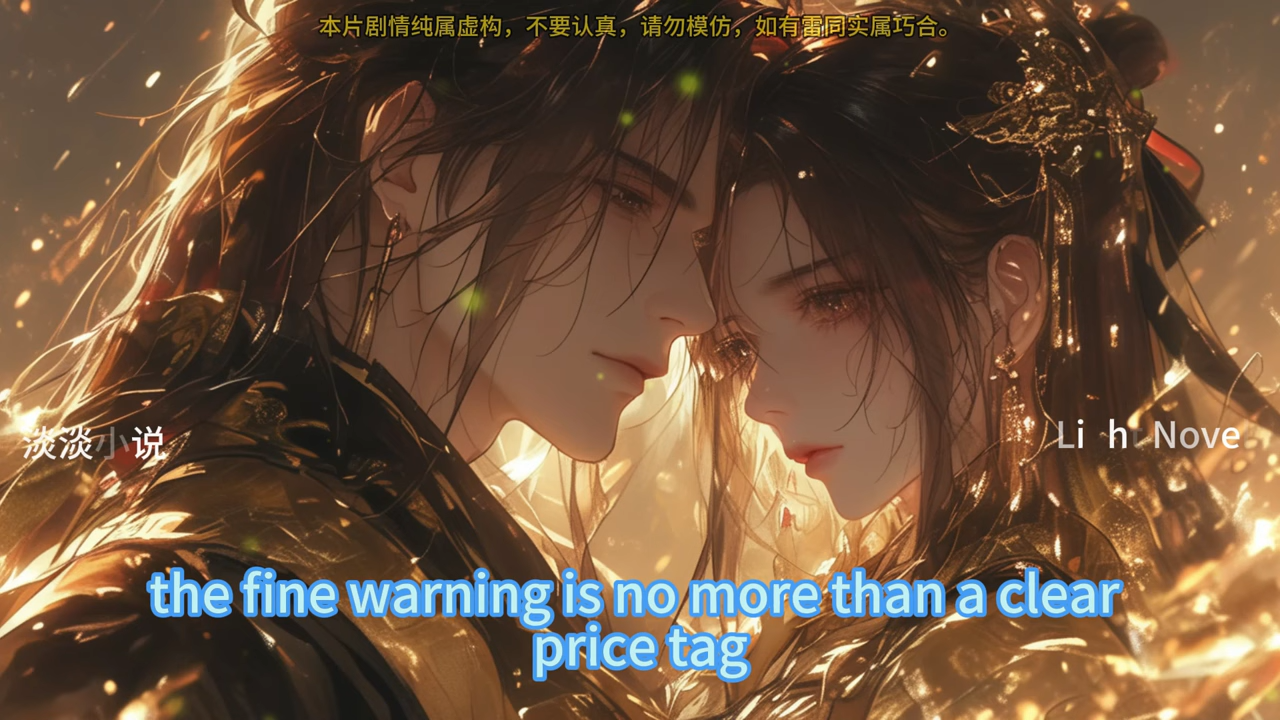 本片剧情纯属虚构，不要认真，请勿模仿，如有雷同实属巧合。
淡淡小说
Li h Nove
the fine warning is no more than a clear
price tag